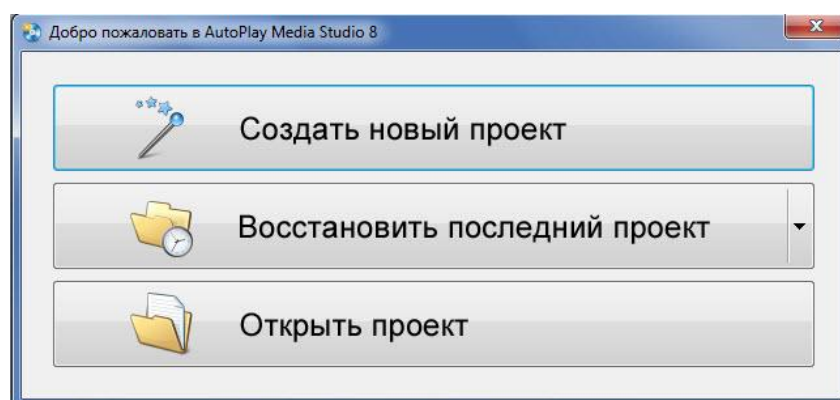 Добро пожаловать в AutoPlay Media Studio 8
Создать новый проект
Восстановить последний проект
Открыть проект